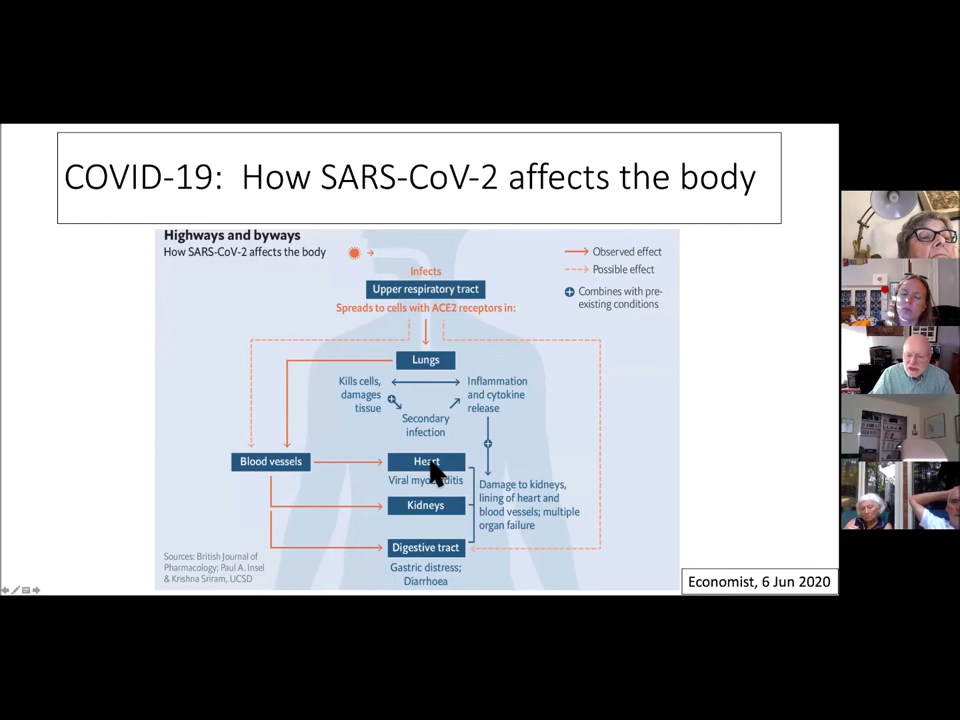 COVID-19: How SARS-CoV-2 affects the body
Highways and byways
How SARS-CoV-2 affects the body
Observed effect
Possible effect
Combines with pre-
existing conditions
Infects
Upper respiratory tract
Spreads to cells with ACE2 receptors in:
Lungs
Kills cells,
damages
tissue
Inflammation
and cytokine
release
Secondary
infection
Blood vessels
Heart
Viral myocarditis
Kidneys
Damage to kidneys,
lining of heart and
blood vessels; multiple
organ failure
Digestive tract
Gastric distress;
Diarrhoea
Sources: British Journal of
Pharmacology; Paul A. Insel
& Krishna Sriram, UCSD
Economist, 6 Jun 2020